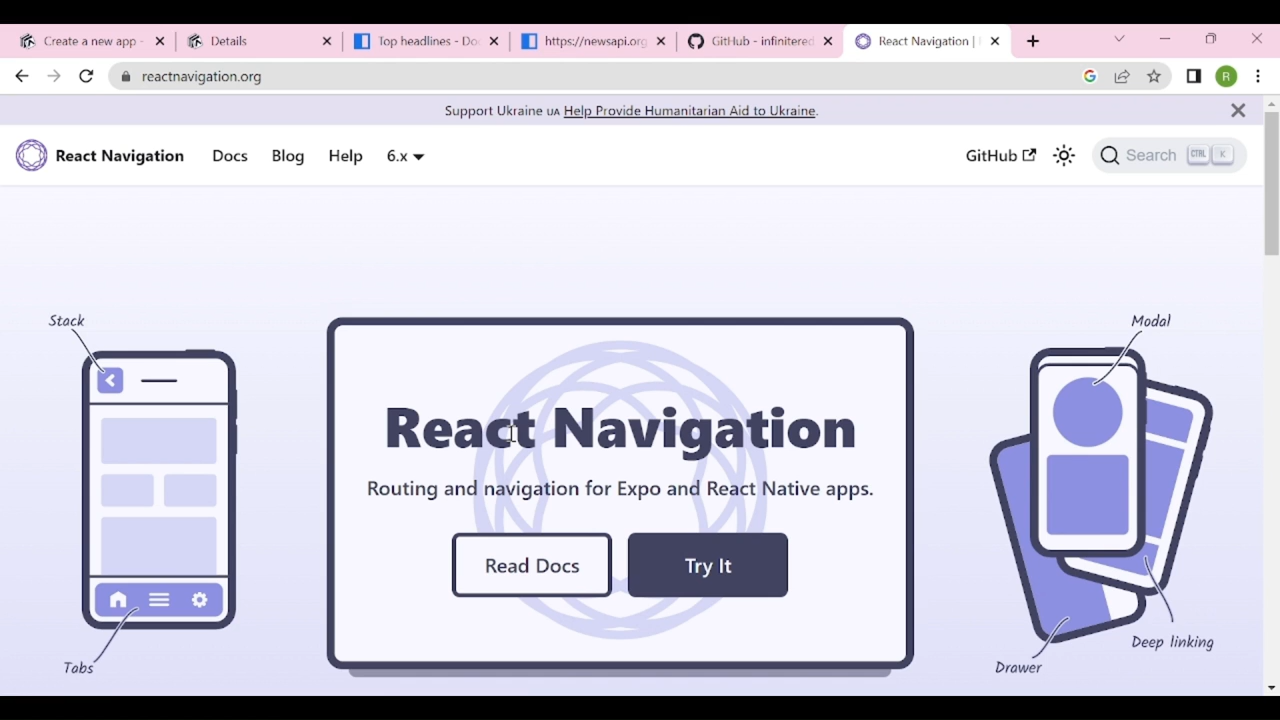 Create a new app -
Details
Top headlines - Do
https://newsapi.org
GitHub - infinitered
React Navigation |
reactnavigation.org
R
Support Ukraine UA Help Provide Humanitarian Aid to Ukraine.
React Navigation
Docs
Blog
Help
6.x
GitHub
Search
CTRL
K
Stack
Modal
React Navigation
Routing and navigation for Expo and React Native apps.
Read Docs
Try It
Tabs
Drawer
Deep linking